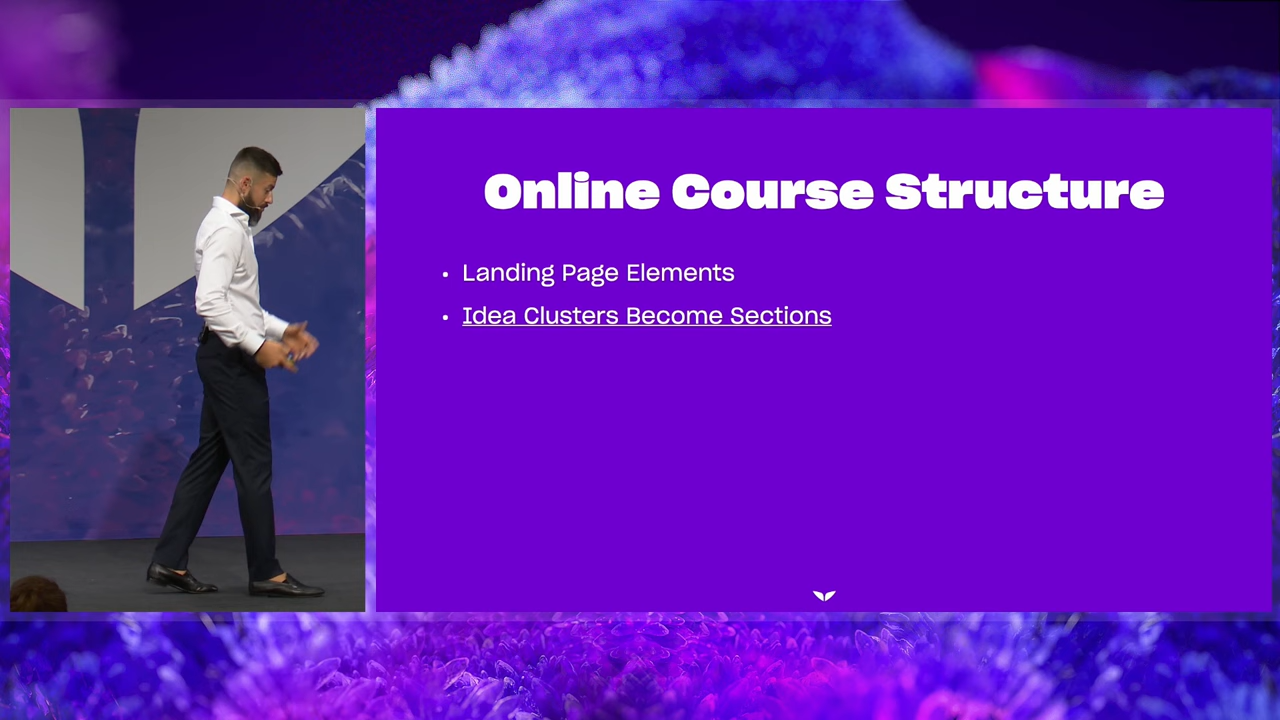 Online Course Structure
• Landing Page Elements
• Idea Clusters Become Sections